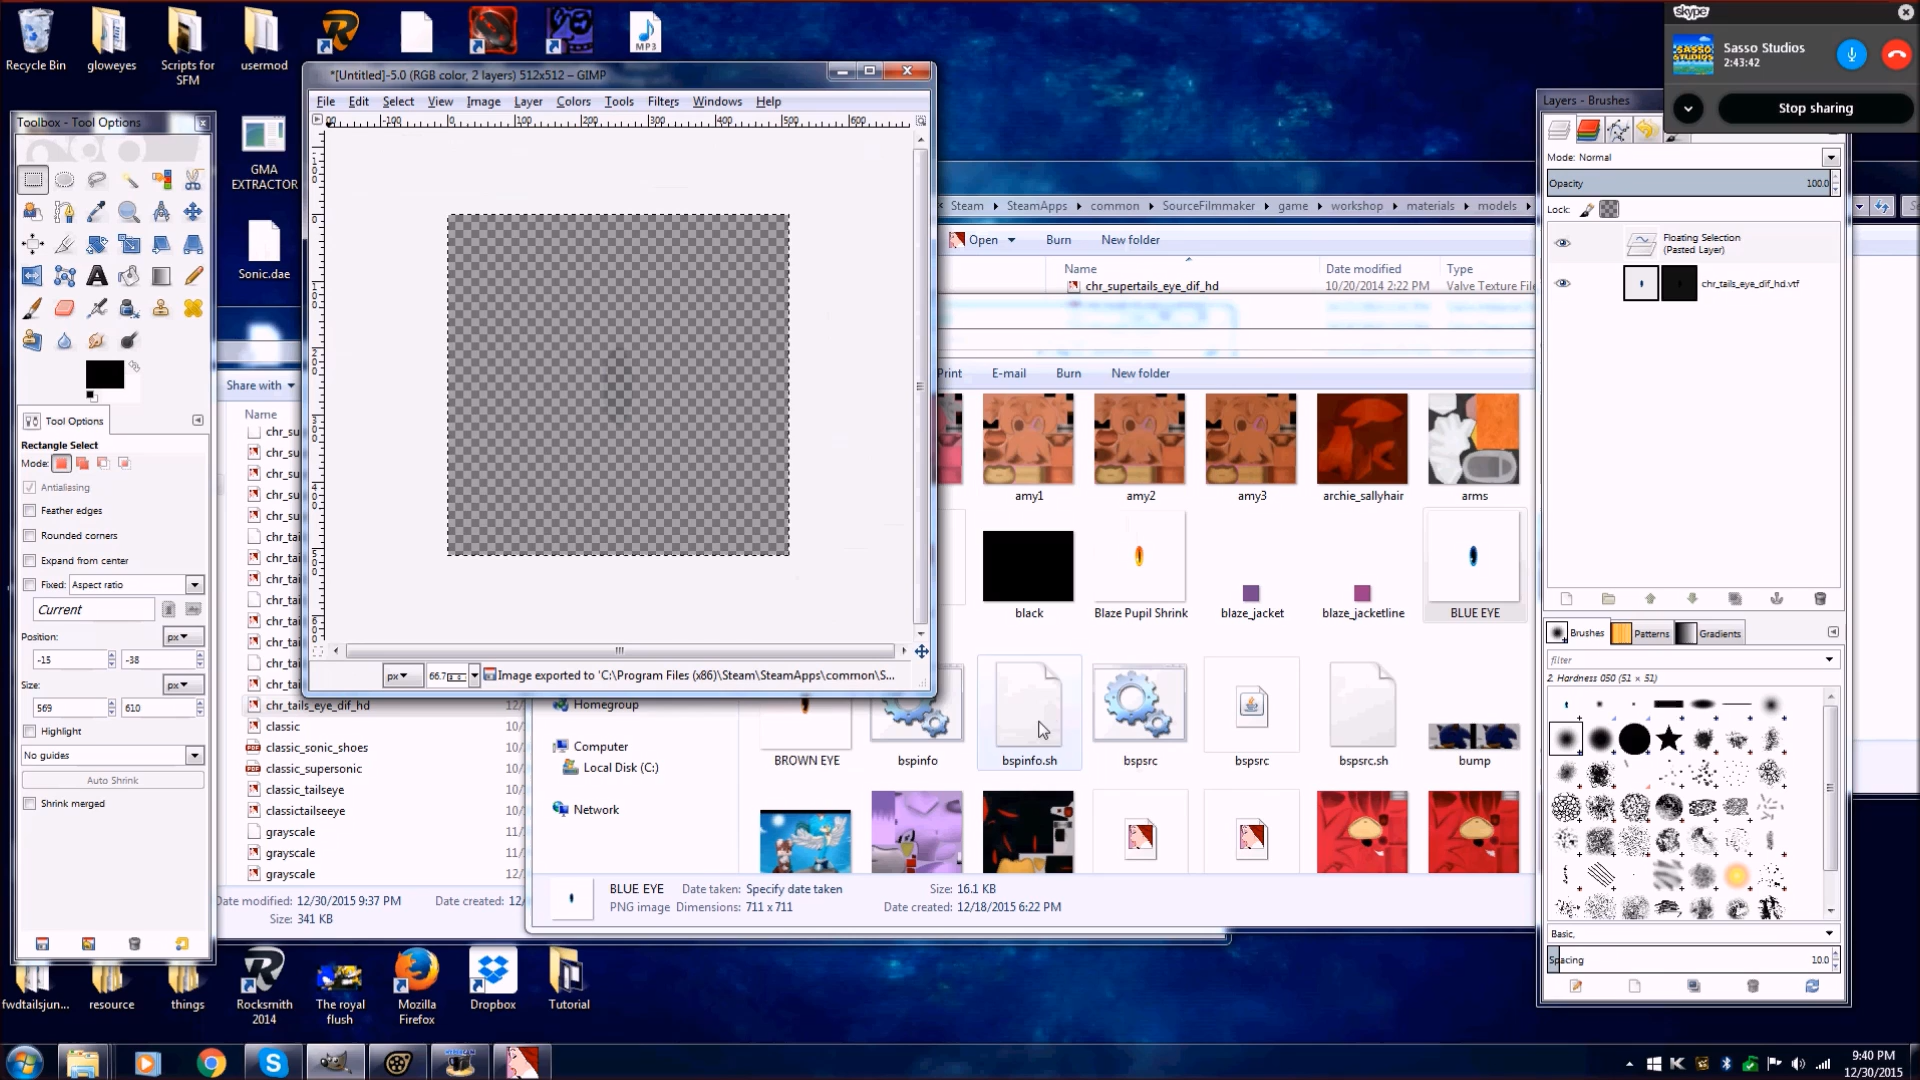 Recycle Bin
gloweyes
Scripts for SFM
usermod
MP3
skype
Sasso Studios
2:43:42
Stop sharing
*[Untitled]-5.0 (RGB color, 2 layers) 512x512 – GIMP
File Edit Select View Image Layer Colors Tools Filters Windows Help
Toolbox - Tool Options
GMA EXTRACTOR
Sonic.dae
Layers - Brushes
Mode: Normal
Opacity 100.0
Lock:
Floating Selection
(Pasted Layer)
chr_tails_eye_dif_hd.vtf
Steam SteamApps common SourceFilmmaker game workshop materials models
Open Burn New folder
Name Date modified Type
chr_supertails_eye_dif_hd 10/20/2014 2:22 PM Valve Texture File
Print E-mail Burn New folder
Share with
Name
Tool Options
Rectangle Select
Mode:
Antialiasing
Feather edges
Rounded corners
Expand from center
Fixed: Aspect ratio
Current
Position: px
-15 -38
Size: px
569 610
Highlight
No guides
Auto Shrink
Shrink merged
chr_tails_eye_dif_hd
classic
classic_sonic_shoes
classic_supersonic
classic_tailseye
classictailseeye
grayscale
grayscale
grayscale
px 66.7 Image exported to 'C:\Program Files (x86)\Steam\SteamApps\common\S...
amy1 amy2 amy3 archie_sallyhair arms
black Blaze Pupil Shrink blaze_jacket blaze_jacketline BLUE EYE
BROWN EYE bspinfo bspinfo.sh bspsrc bspsrc bspsrc.sh bump
Homegroup
Computer
Local Disk (C:)
Network
Date modified: 12/30/2015 9:37 PM Date created: 12/
Size: 341 KB
BLUE EYE Date taken: Specify date taken Size: 16.1 KB
PNG image Dimensions: 711 x 711 Date created: 12/18/2015 6:22 PM
Brushes Patterns Gradients
filter
2. Hardness 050 (51 × 51)
Basic,
Spacing 10.0
fwdtailsjun...
resource
things
Rocksmith 2014
The royal flush
Mozilla Firefox
Dropbox
Tutorial
9:40 PM
12/30/2015